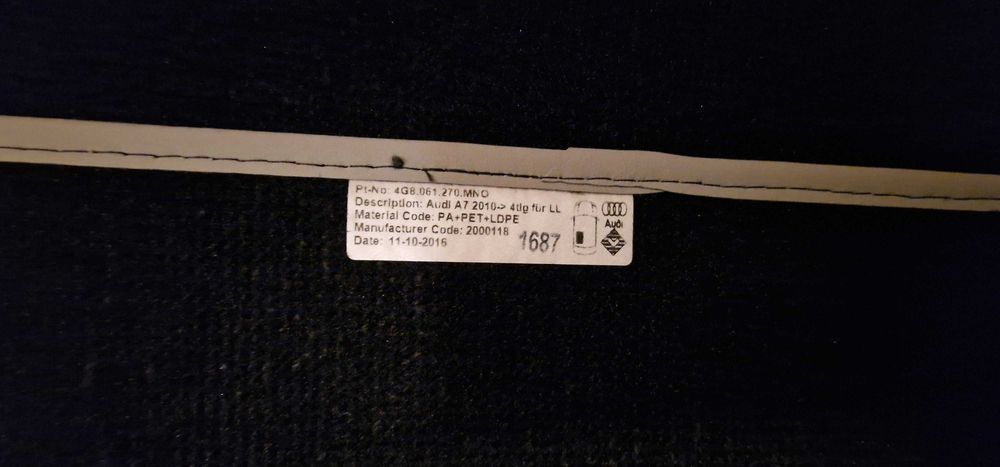 Pt-No: 4G8.061.270.MNO
Description: Audi A7 2010-> 4tlg für LL
Material Code: PA+PET+LDPE
Manufacturer Code: 2000118
Date: 11-10-2016
1687
Audi